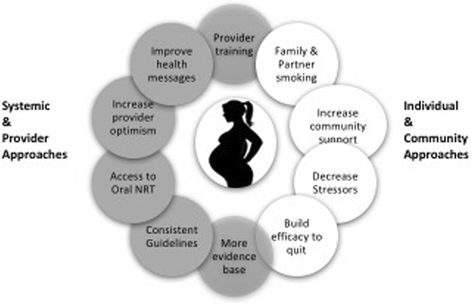 Provider
training
Improve
health
messages
Family &
Partner
smoking
Systemic
&
Provider
Approaches
Increase
provider
optimism
Increase
community
support
Individual
&
Community
Approaches
Access to
Oral NRT
Decrease
Stressors
Consistent
Guidelines
More
evidence
base
Build
efficacy to
quit